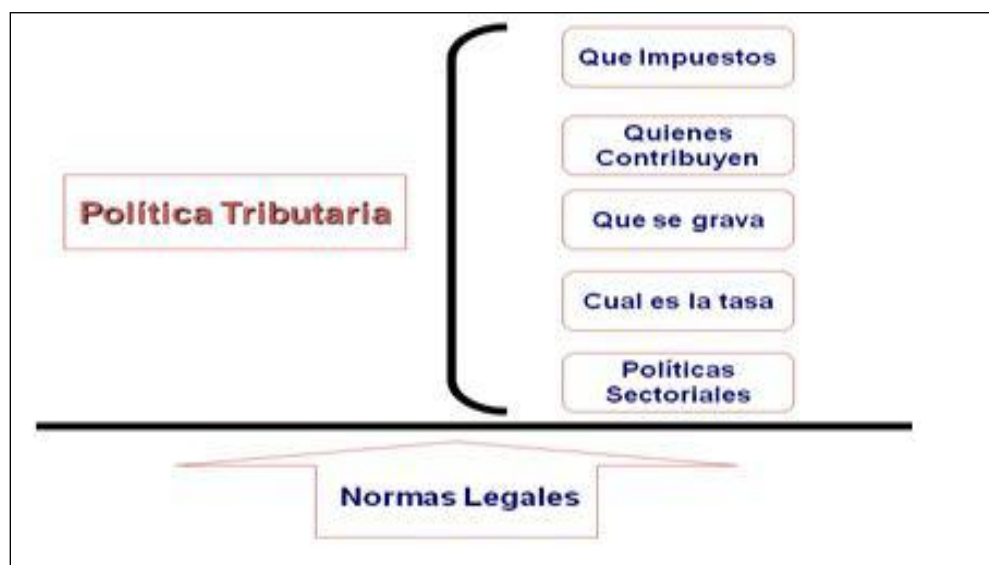 Que Impuestos
Quienes
Contribuyen
Política Tributaria
Que se grava
Cual es la tasa
Políticas
Sectoriales
Normas Legales